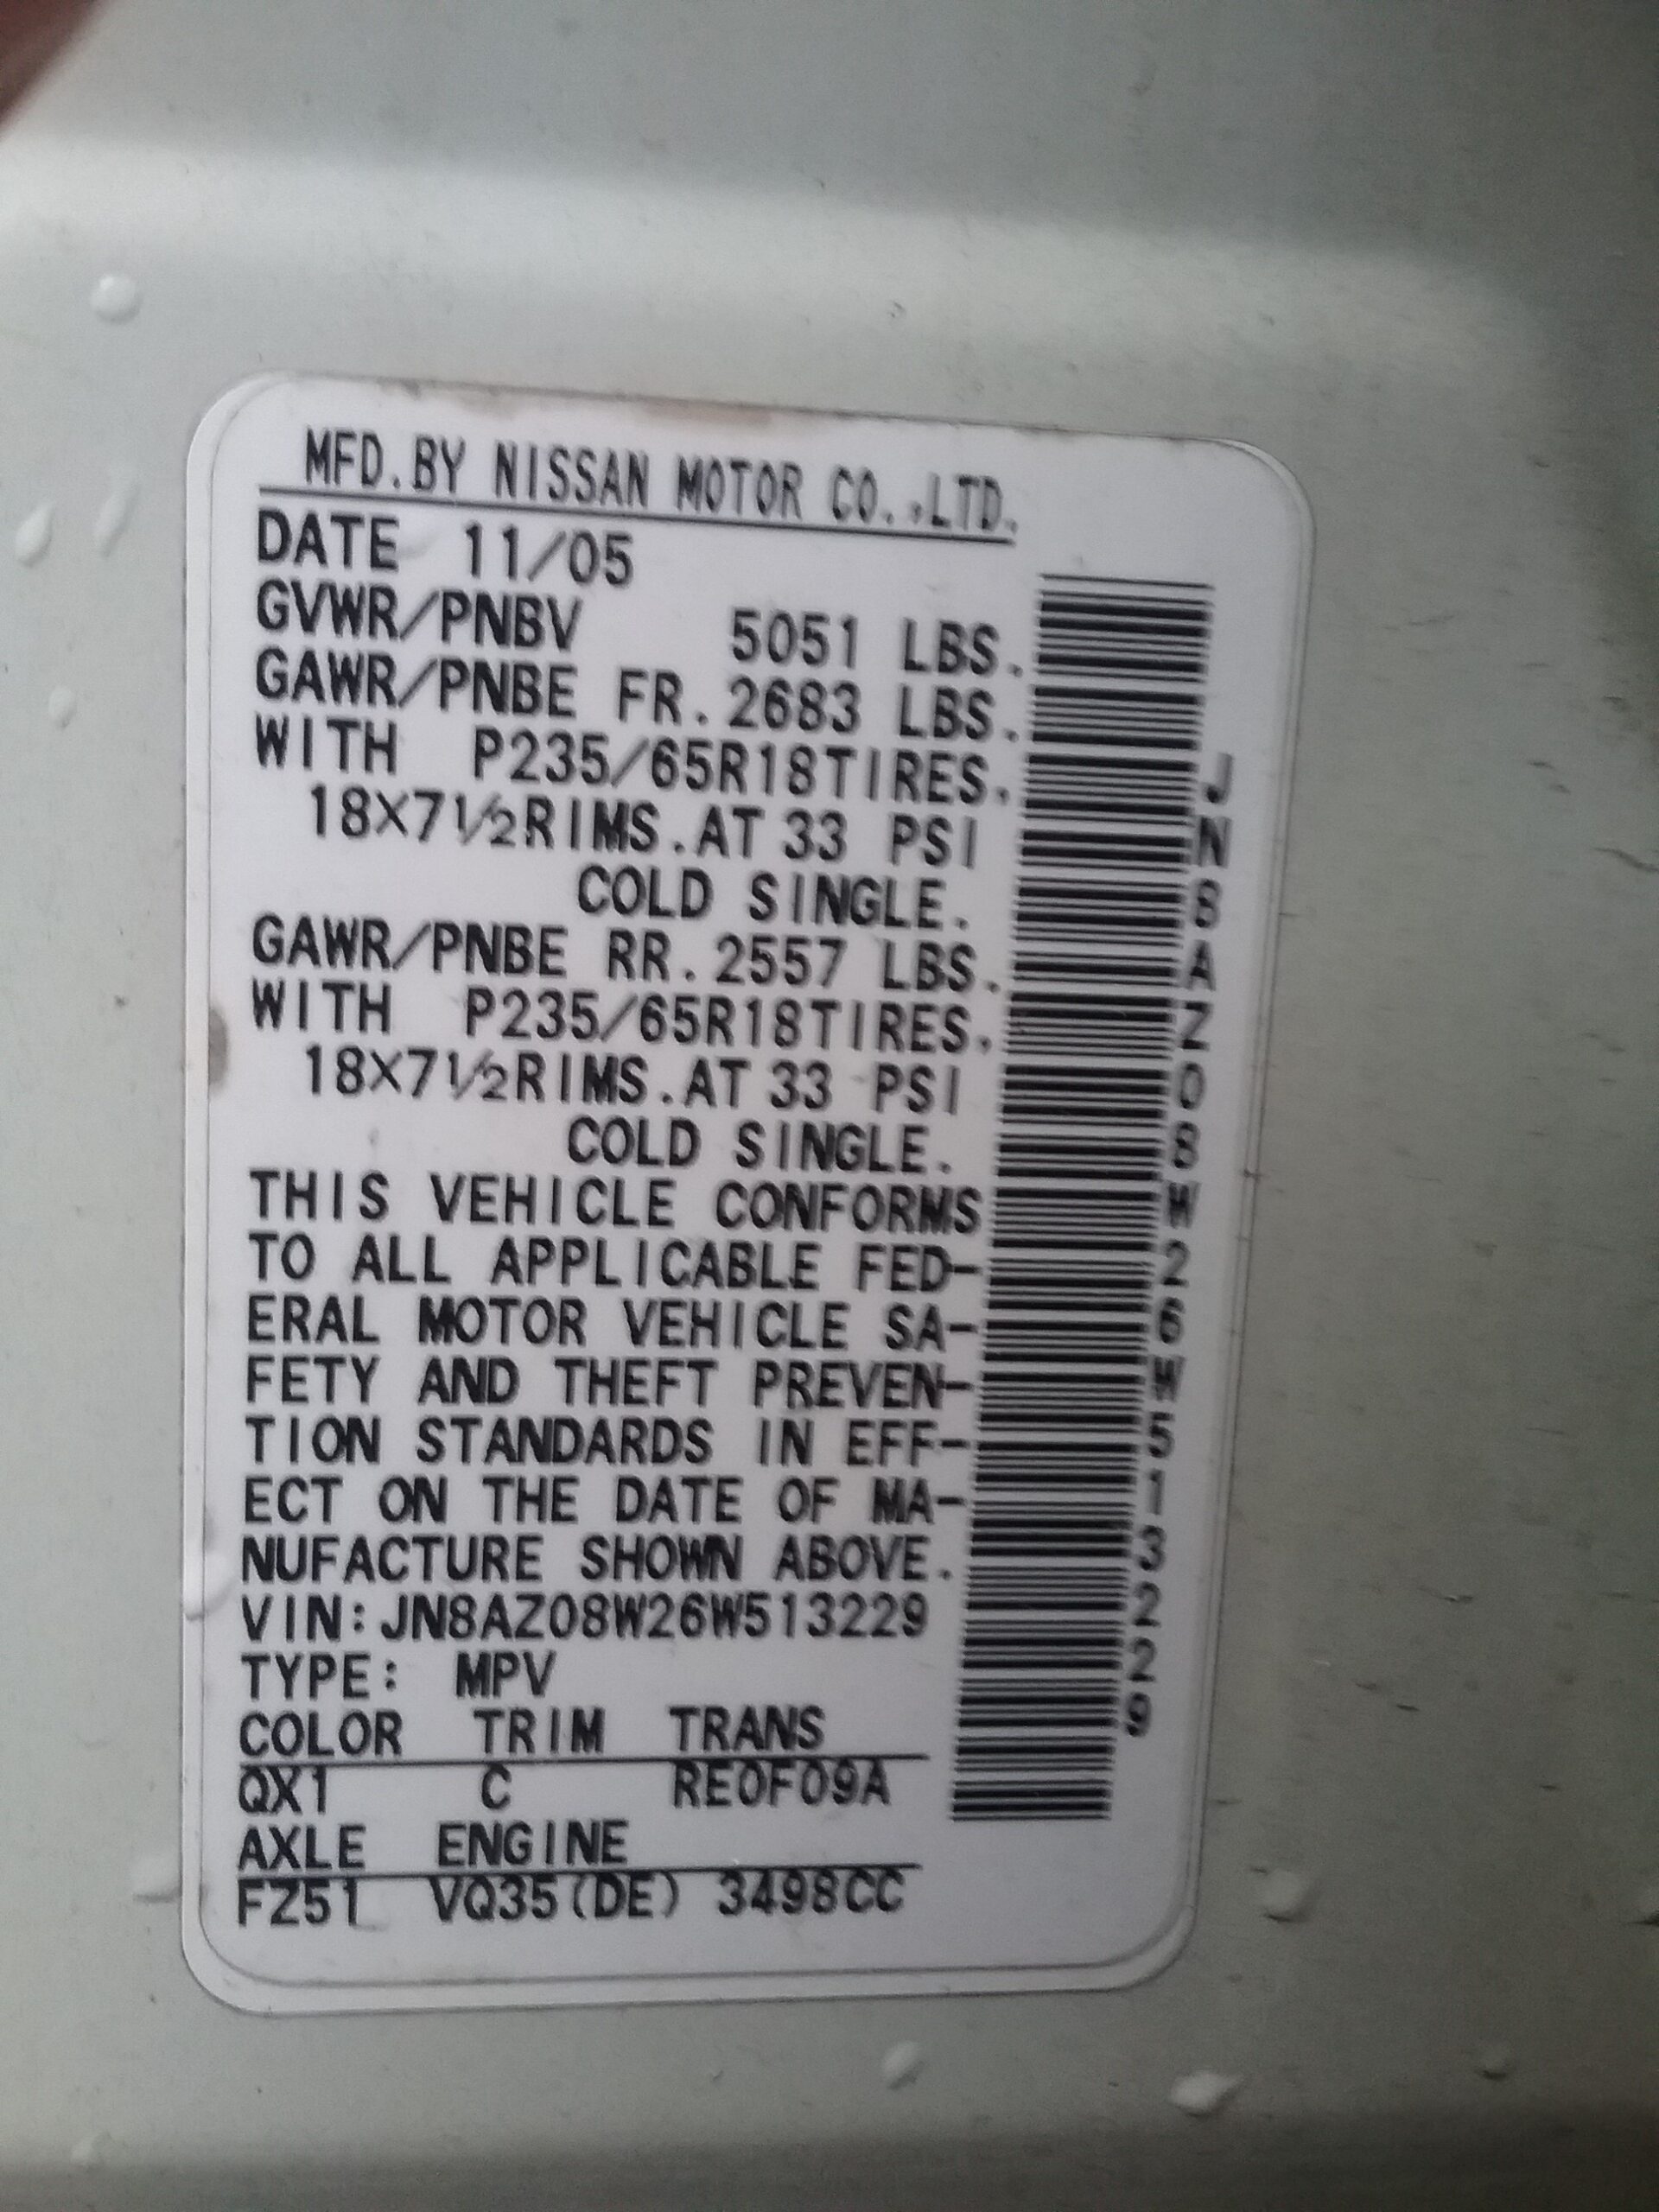 MFD.BY NISSAN MOTOR CO.,LTD.
DATE 11/05
GVWR/PNBV 5051 LBS.
GAWR/PNBE FR.2683 LBS.
WITH P235/65R18TIRES.
18X7½RIMS.AT 33 PSI
COLD SINGLE.
GAWR/PNBE RR.2557 LBS.
WITH P235/65R18TIRES.
18X7½RIMS.AT 33 PSI
COLD SINGLE.
THIS VEHICLE CONFORMS
TO ALL APPLICABLE FED-
ERAL MOTOR VEHICLE SA-
FETY AND THEFT PREVEN-
TION STANDARDS IN EFF-
ECT ON THE DATE OF MA-
NUFACTURE SHOWN ABOVE.
VIN:JN8AZ08W26W513229
TYPE: MPV
COLOR TRIM TRANS
QX1 C RE0F09A
AXLE ENGINE
FZ51 VQ35(DE) 3498CC
JN8AZ08W26W513229